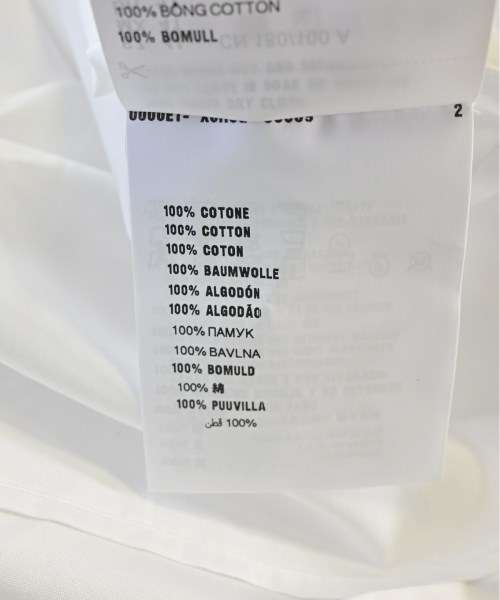 100% BÔNG COTTON
100% BOMULL
2
100% COTONE
100% COTTON
100% COTON
100% BAUMWOLLE
100% ALGODÓN
100% ALGODÃO
100% ПАМУК
100% BAVLNA
100% BOMULD
100%
100% PUUVILLA
100% قطن